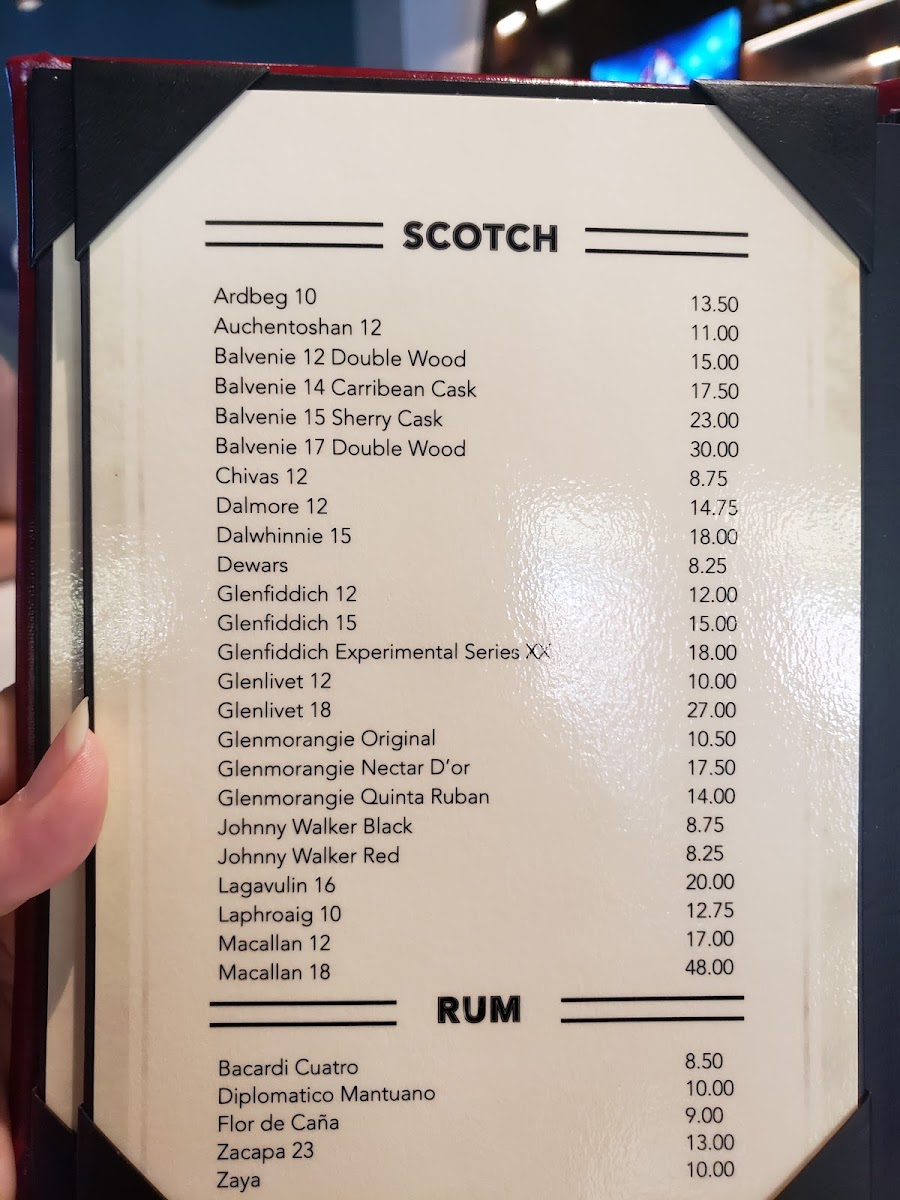 SCOTCH
Ardbeg 10 13.50
Auchentoshan 12 11.00
Balvenie 12 Double Wood 15.00
Balvenie 14 Carribean Cask 17.50
Balvenie 15 Sherry Cask 23.00
Balvenie 17 Double Wood 30.00
Chivas 12 8.75
Dalmore 12 14.75
Dalwhinnie 15 18.00
Dewars 8.25
Glenfiddich 12 12.00
Glenfiddich 15 15.00
Glenfiddich Experimental Series XX 18.00
Glenlivet 12 10.00
Glenlivet 18 27.00
Glenmorangie Original 10.50
Glenmorangie Nectar D'or 17.50
Glenmorangie Quinta Ruban 14.00
Johnny Walker Black 8.75
Johnny Walker Red 8.25
Lagavulin 16 20.00
Laphroaig 10 12.75
Macallan 12 17.00
Macallan 18 48.00
RUM
Bacardi Cuatro 8.50
Diplomatico Mantuano 10.00
Flor de Caña 9.00
Zacapa 23 13.00
Zaya 10.00